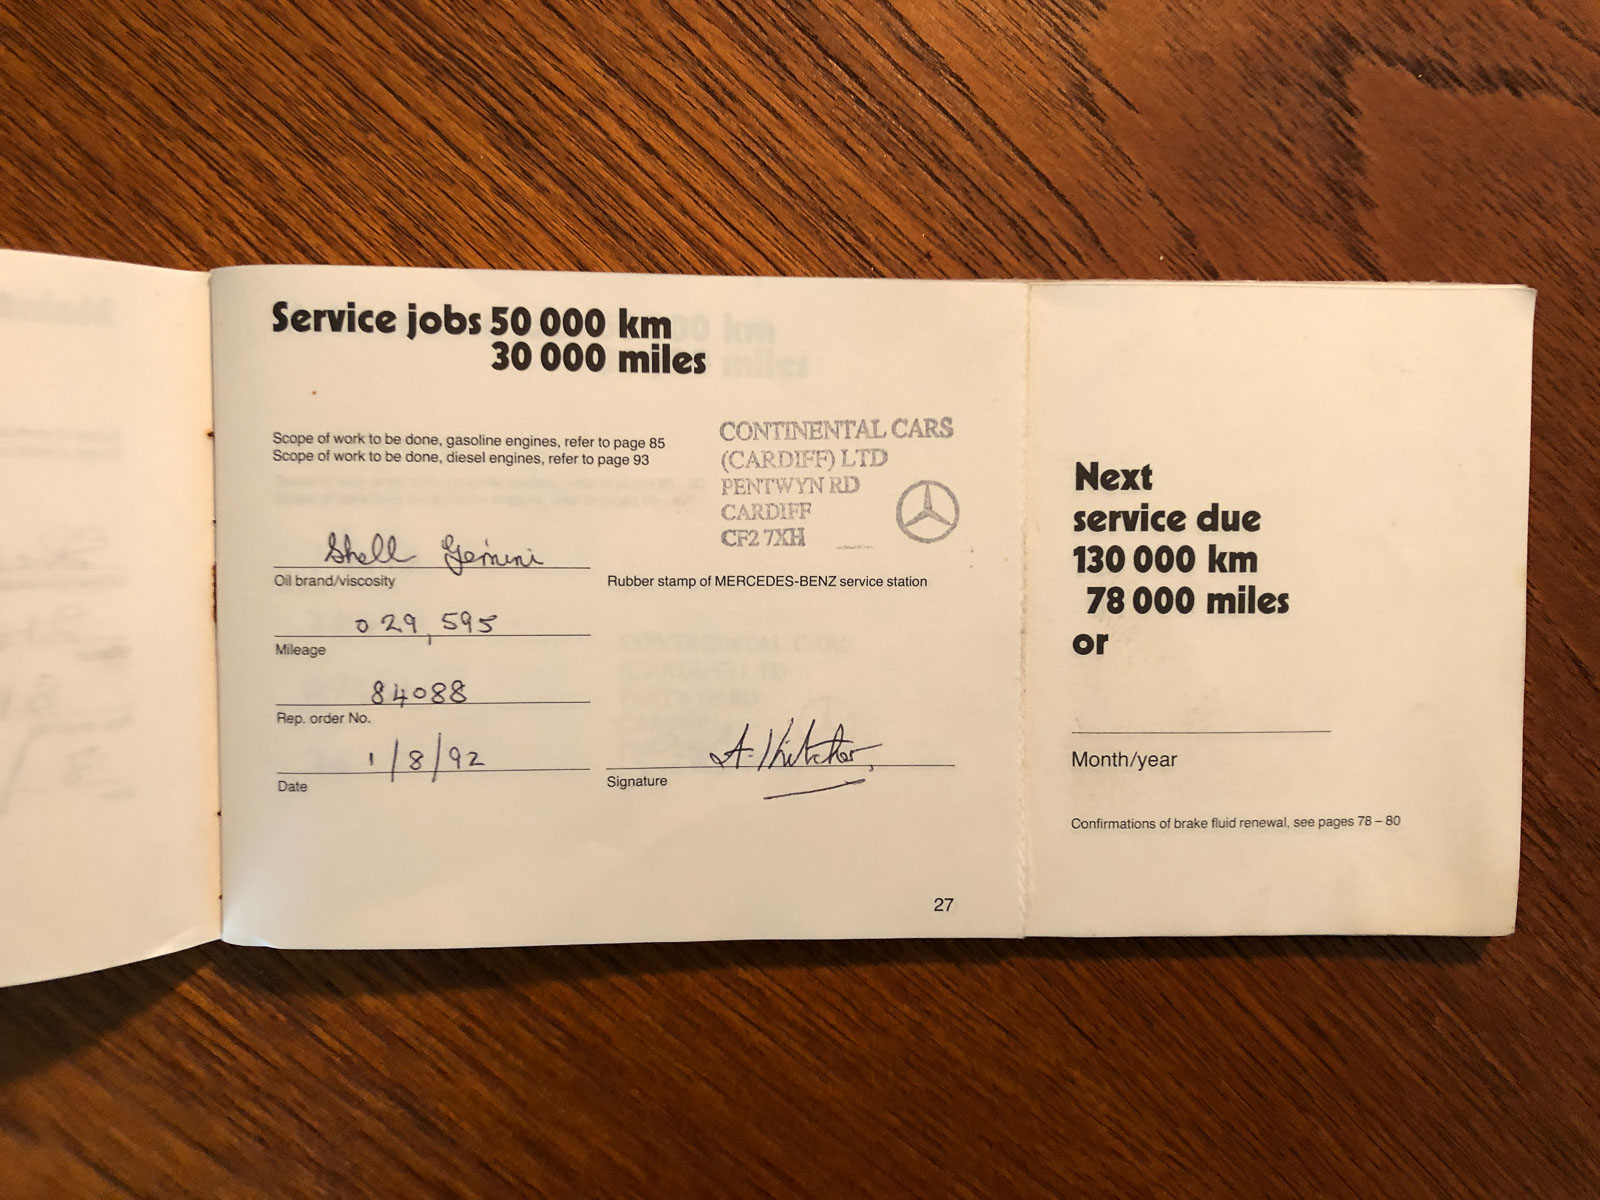 Service jobs 50 000 km
30 000 miles
Scope of work to be done, gasoline engines, refer to page 85
Scope of work to be done, diesel engines, refer to page 93
CONTINENTAL CARS
(CARDIFF) LTD
PENTWYN RD
CARDIFF
CF2 7XH
Shell Gemini
Oil brand/viscosity
Rubber stamp of MERCEDES-BENZ service station
029,595
Mileage
84088
Rep. order No.
1/8/92
Date
A.
Signature
27
Next
service due
130 000 km
78 000 miles
or
Month/year
Confirmations of brake fluid renewal, see pages 78 – 80